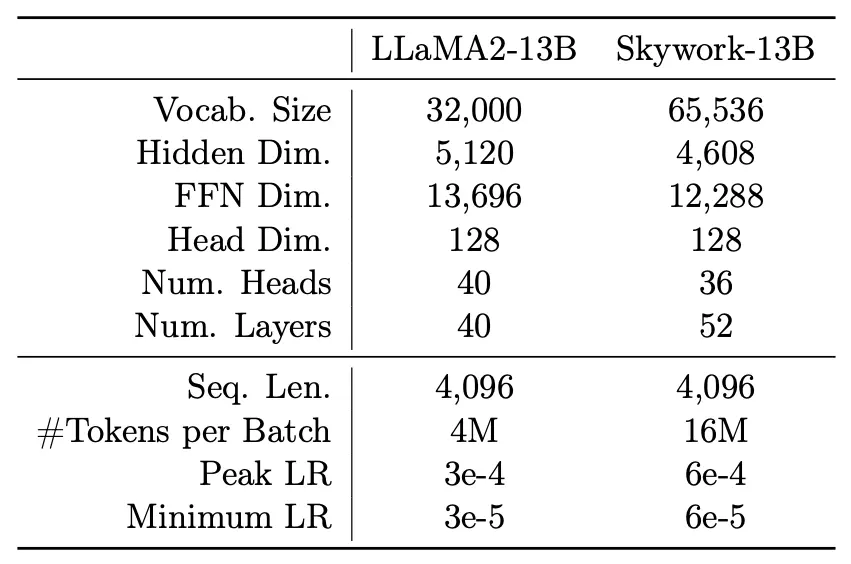 LLaMA2-13B Skywork-13B
Vocab. Size 32,000 65,536
Hidden Dim. 5,120 4,608
FFN Dim. 13,696 12,288
Head Dim. 128 128
Num. Heads 40 36
Num. Layers 40 52
Seq. Len. 4,096 4,096
#Tokens per Batch 4M 16M
Peak LR 3e-4 6e-4
Minimum LR 3e-5 6e-5